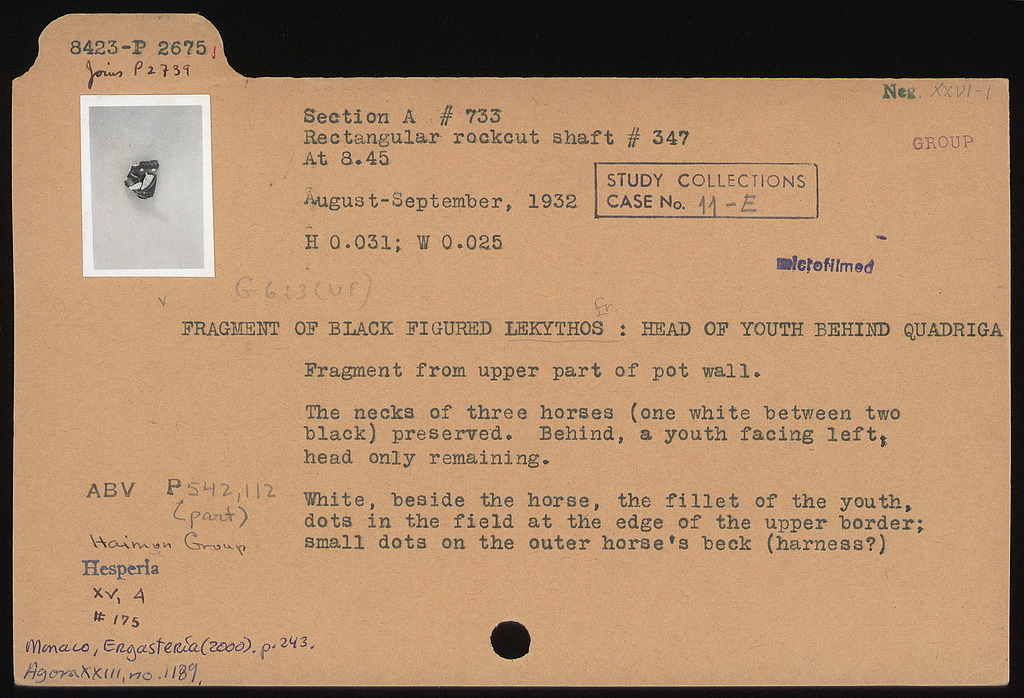 8423-P 2675
Joins P 2739
Neg. XXVI-1
Section A # 733
Rectangular rockcut shaft # 347
At 8.45
GROUP
STUDY COLLECTIONS
CASE No. 11-E
August-September, 1932
H 0.031; W 0.025
microfilmed
G 623 (UF)
fr
FRAGMENT OF BLACK FIGURED LEKYTHOS : HEAD OF YOUTH BEHIND QUADRIGA
Fragment from upper part of pot wall.
The necks of three horses (one white between two
black) preserved. Behind, a youth facing left,
head only remaining.
ABV P542,112
(part)
White, beside the horse, the fillet of the youth,
dots in the field at the edge of the upper border;
small dots on the outer horse's beck (harness?)
Haimon Group
Hesperia
XV, 4
# 175
Monaco, Ergasteria (2000). p. 243.
Agora XXIII, no. 1189,